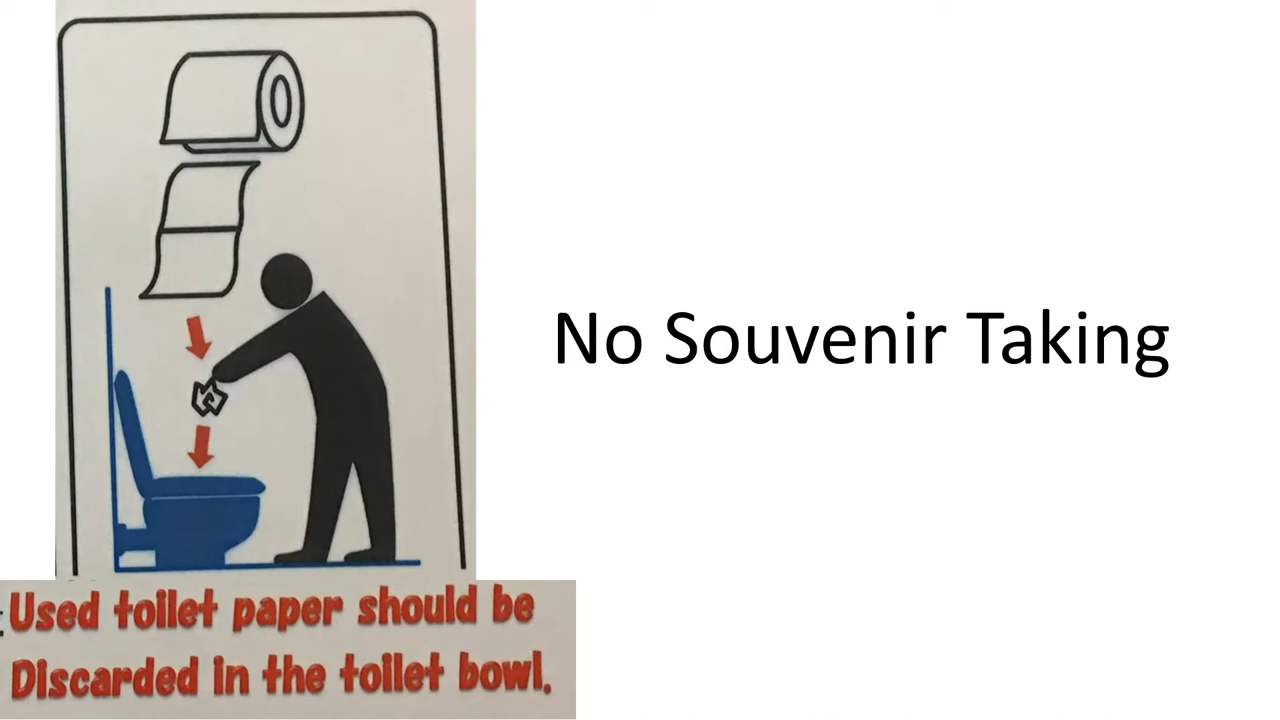 Used toilet paper should be
Discarded in the toilet bowl.
No Souvenir Taking